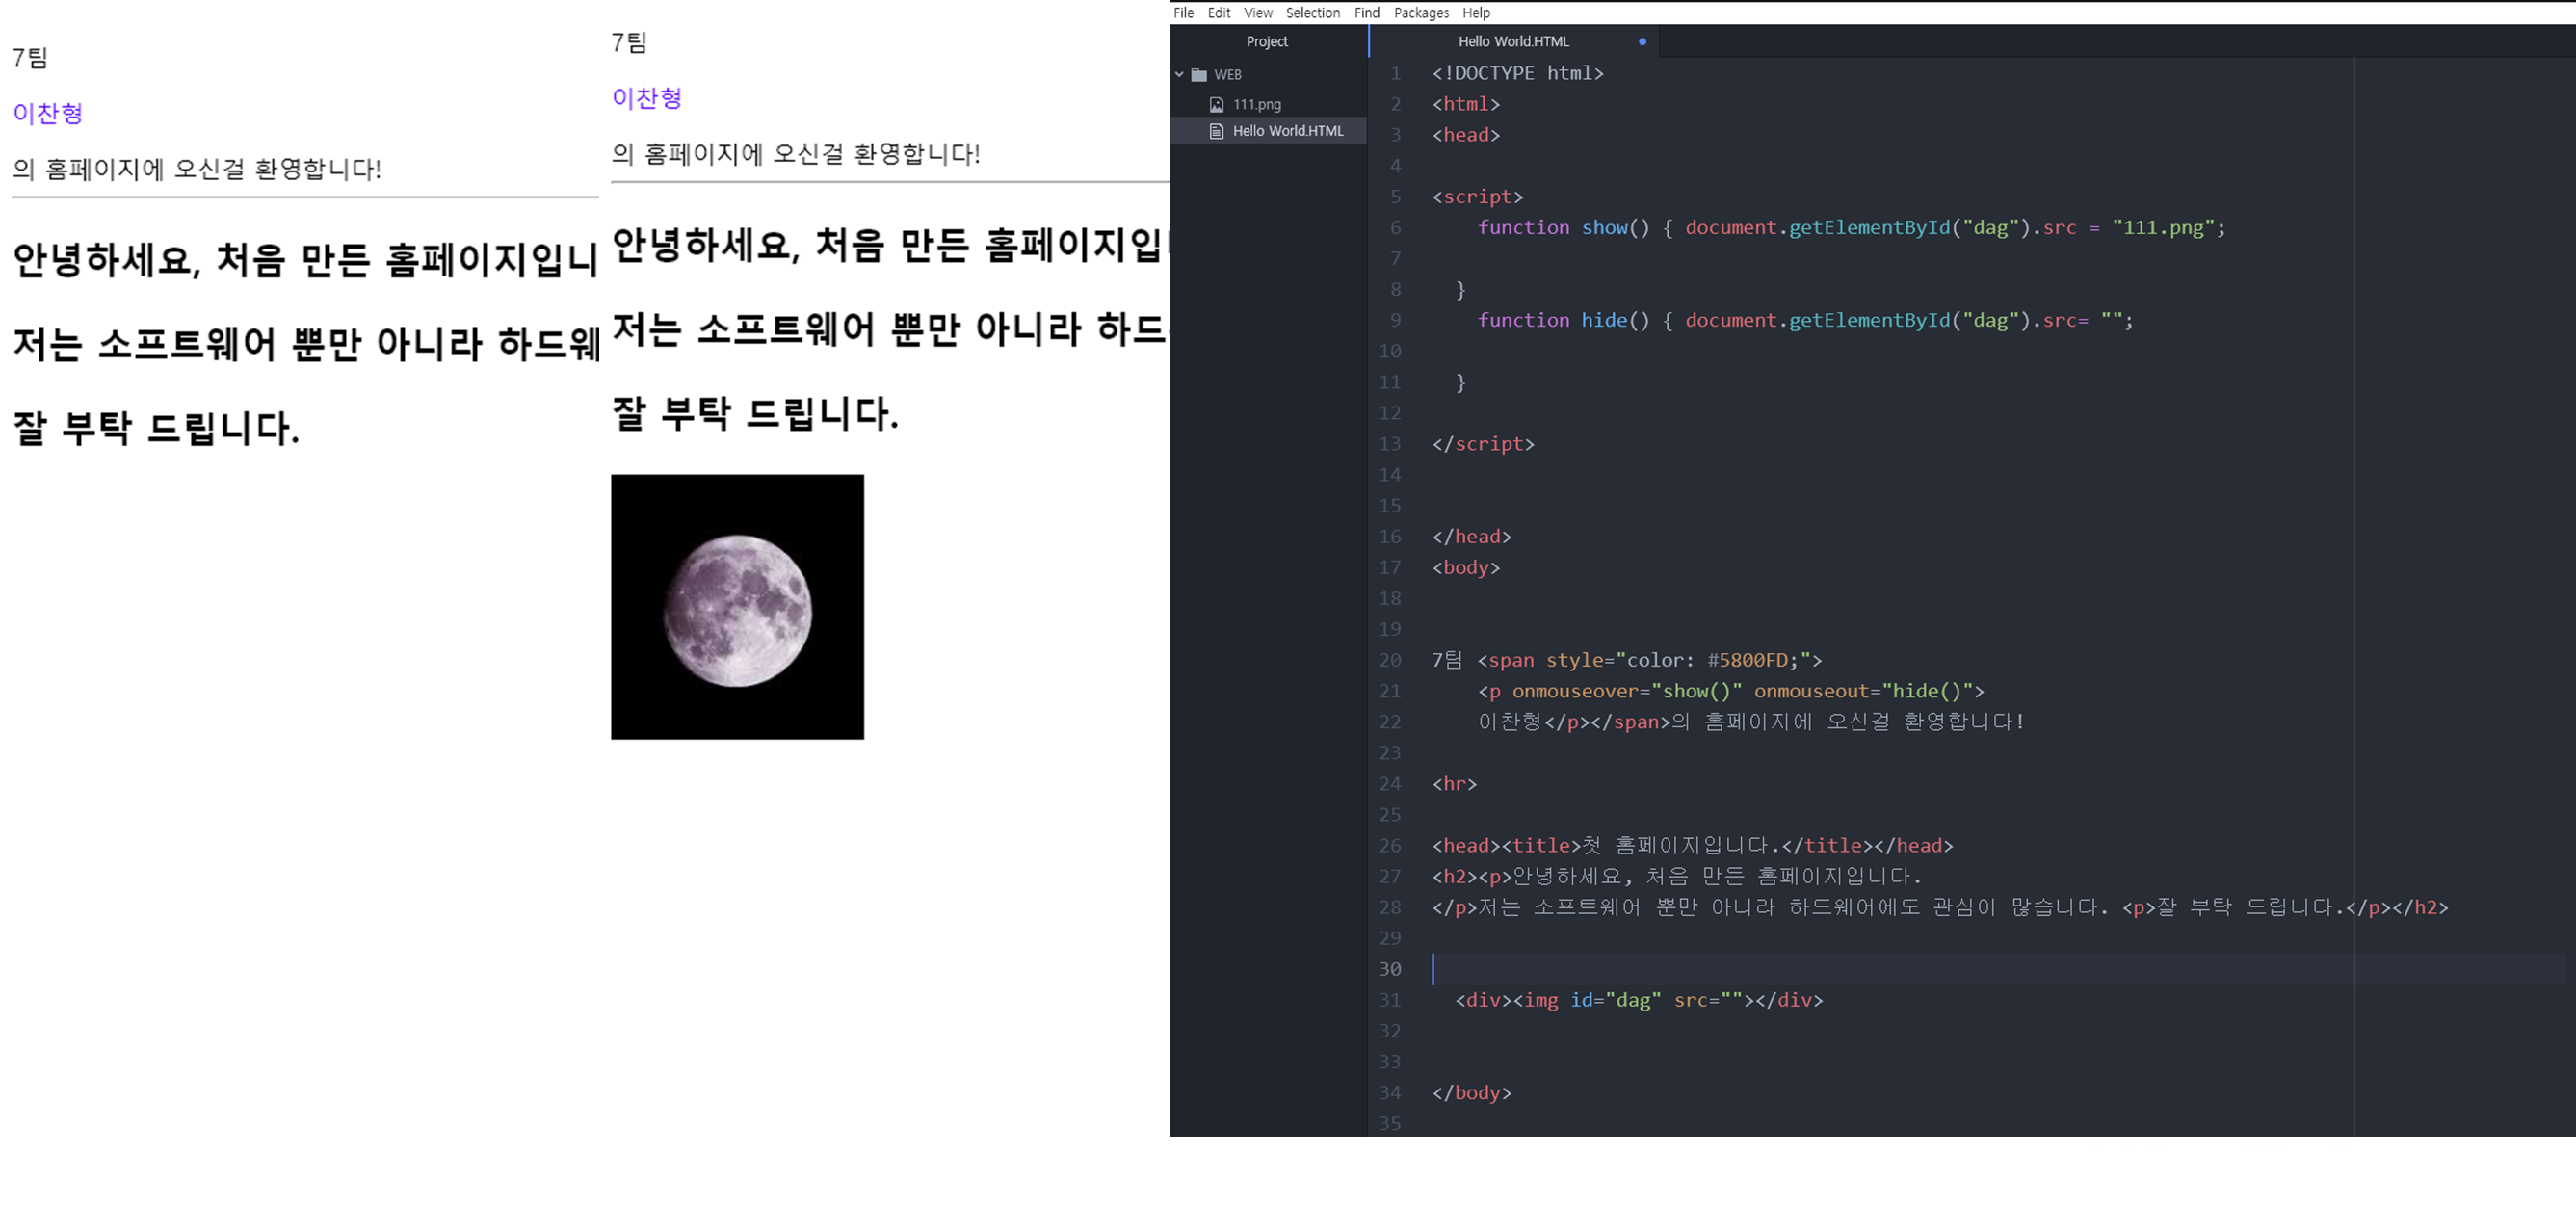 7팀
이찬형
의 홈페이지에 오신걸 환영합니다!
안녕하세요, 처음 만든 홈페이지입니
저는 소프트웨어 뿐만 아니라 하드웨
잘 부탁 드립니다.
7팀
이찬형
의 홈페이지에 오신걸 환영합니다!
안녕하세요, 처음 만든 홈페이지입
저는 소프트웨어 뿐만 아니라 하드
잘 부탁 드립니다.
File Edit View Selection Find Packages Help
Project
WEB
111.png
Hello World.HTML
Hello World.HTML
1 <!DOCTYPE html>
2 <html>
3 <head>
4
5 <script>
6 function show() { document.getElementById("dag").src = "111.png";
7
8 }
9 function hide() { document.getElementById("dag").src= "";
10
11 }
12
13 </script>
14
15
16 </head>
17 <body>
18
19
20 7팀 <span style="color: #5800FD;">
21 <p onmouseover="show()" onmouseout="hide()">
22 이찬형</p></span>의 홈페이지에 오신걸 환영합니다!
23
24 <hr>
25
26 <head><title>첫 홈페이지입니다.</title></head>
27 <h2><p>안녕하세요, 처음 만든 홈페이지입니다.
28 </p>저는 소프트웨어 뿐만 아니라 하드웨어에도 관심이 많습니다. <p>잘 부탁 드립니다.</p></h2>
29
30
31 <div><img id="dag" src=""></div>
32
33
34 </body>
35